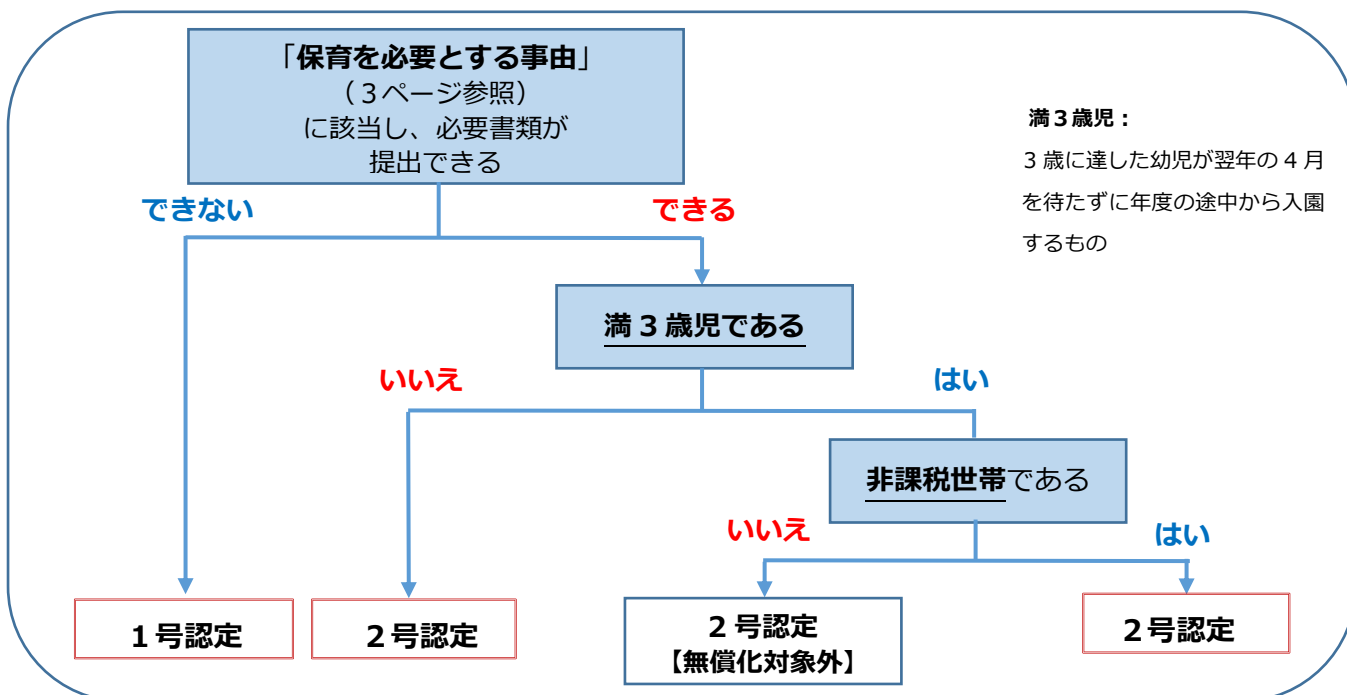 「保育を必要とする事由」
（３ページ参照）
に該当し、必要書類が
提出できる
満３歳児：
３歳に達した幼児が翌年の４月
を待たずに年度の途中から入園
するもの
できない
できる
満３歳児である
いいえ
はい
非課税世帯である
いいえ
はい
１号認定
２号認定
２号認定
【無償化対象外】
２号認定